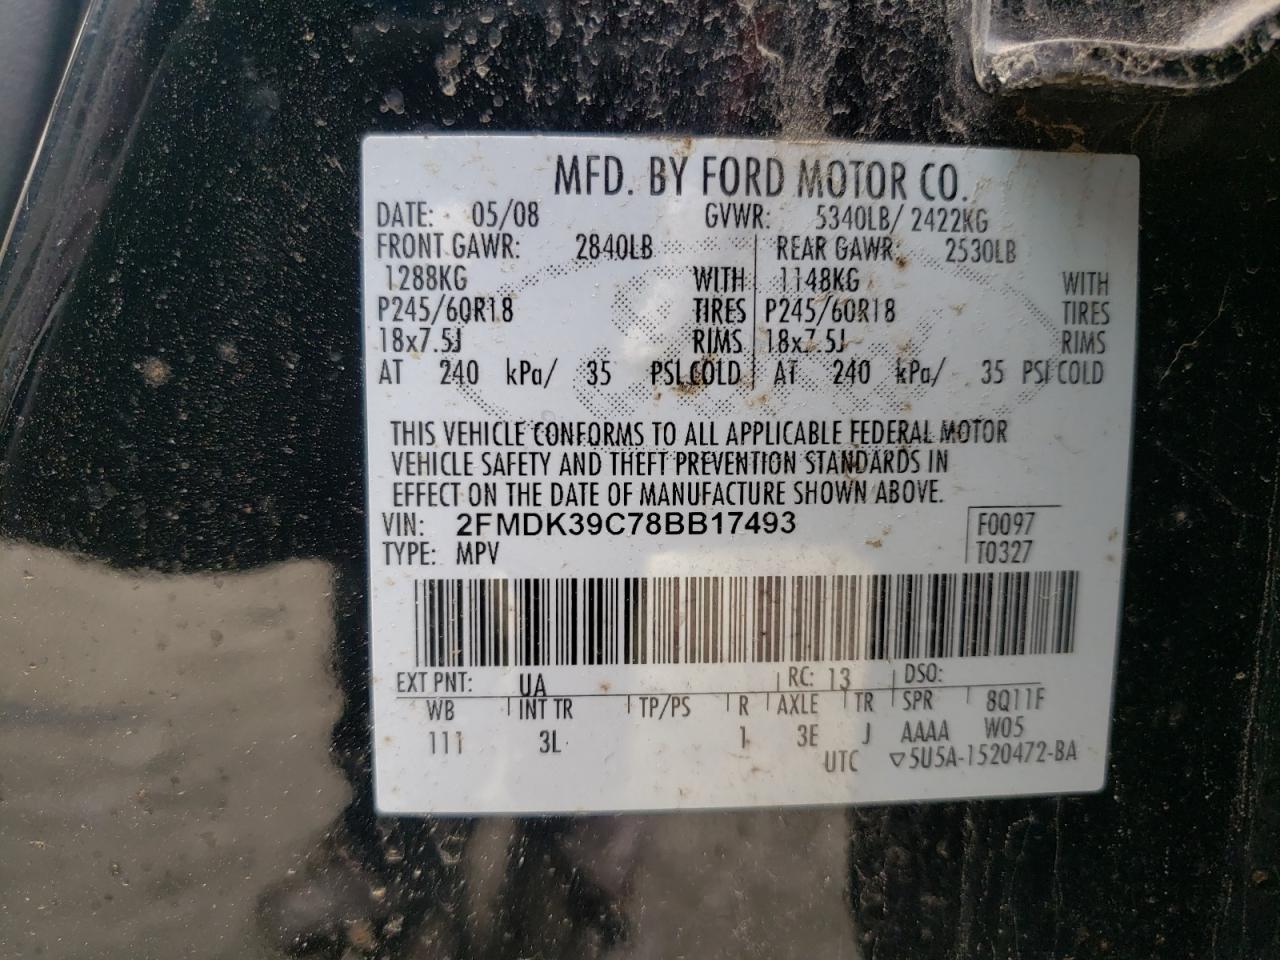 MFD. BY FORD MOTOR CO.
DATE: 05/08 GVWR: 5340LB/ 2422KG
FRONT GAWR: 2840LB REAR GAWR: 2530LB
1288KG WITH 1148KG WITH
P245/60R18 TIRES P245/60R18 TIRES
18x7.5J RIMS 18x7.5J RIMS
AT 240 kPa/ 35 PSI COLD AT 240 kPa/ 35 PSI COLD
THIS VEHICLE CONFORMS TO ALL APPLICABLE FEDERAL MOTOR
VEHICLE SAFETY AND THEFT PREVENTION STANDARDS IN
EFFECT ON THE DATE OF MANUFACTURE SHOWN ABOVE.
VIN: 2FMDK39C78BB17493 F0097
TYPE: MPV T0327
EXT PNT: UA RC: 13 DSO:
WB INT TR TP/PS R AXLE TR SPR 8Q11F
111 3L 1 3E J AAAA W05
UTC ▽5U5A-1520472-BA